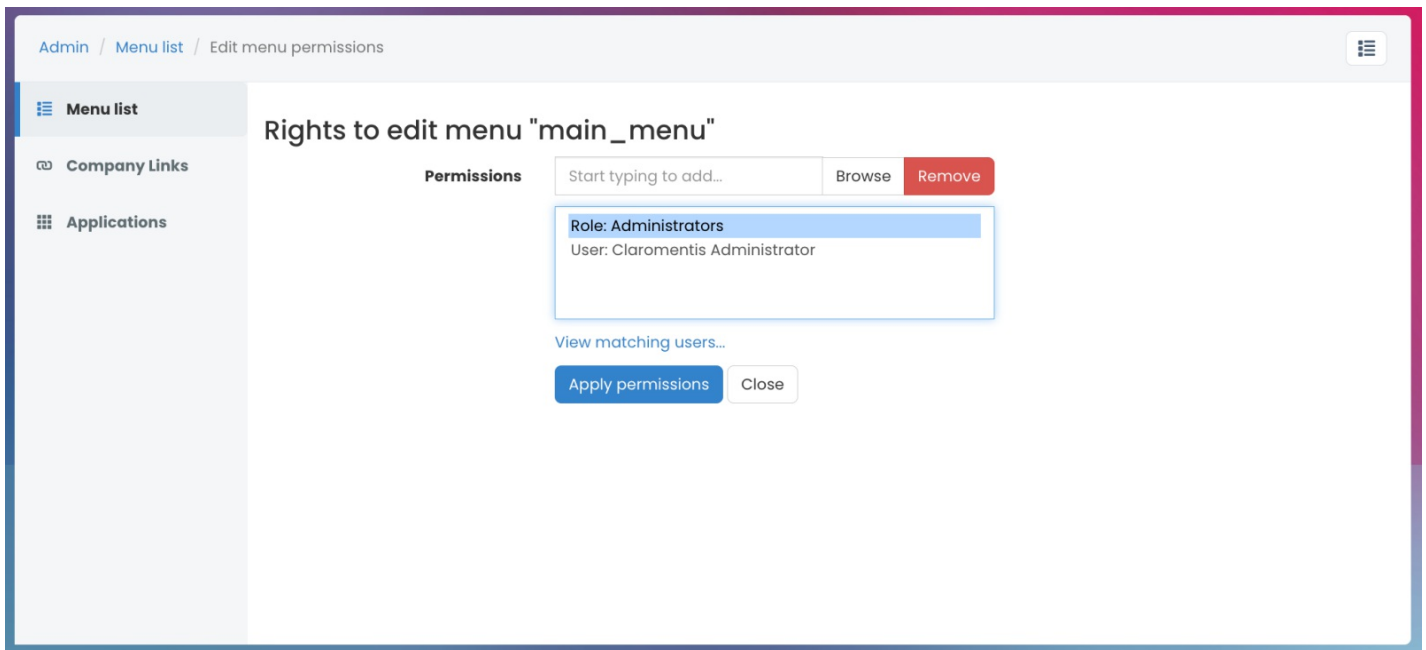 Admin / Menu list / Edit menu permissions
Menu list
Company Links
Applications
Rights to edit menu "main_menu"
Permissions
Start typing to add... Browse Remove
Role: Administrators
User: Claromentis Administrator
View matching users...
Apply permissions Close